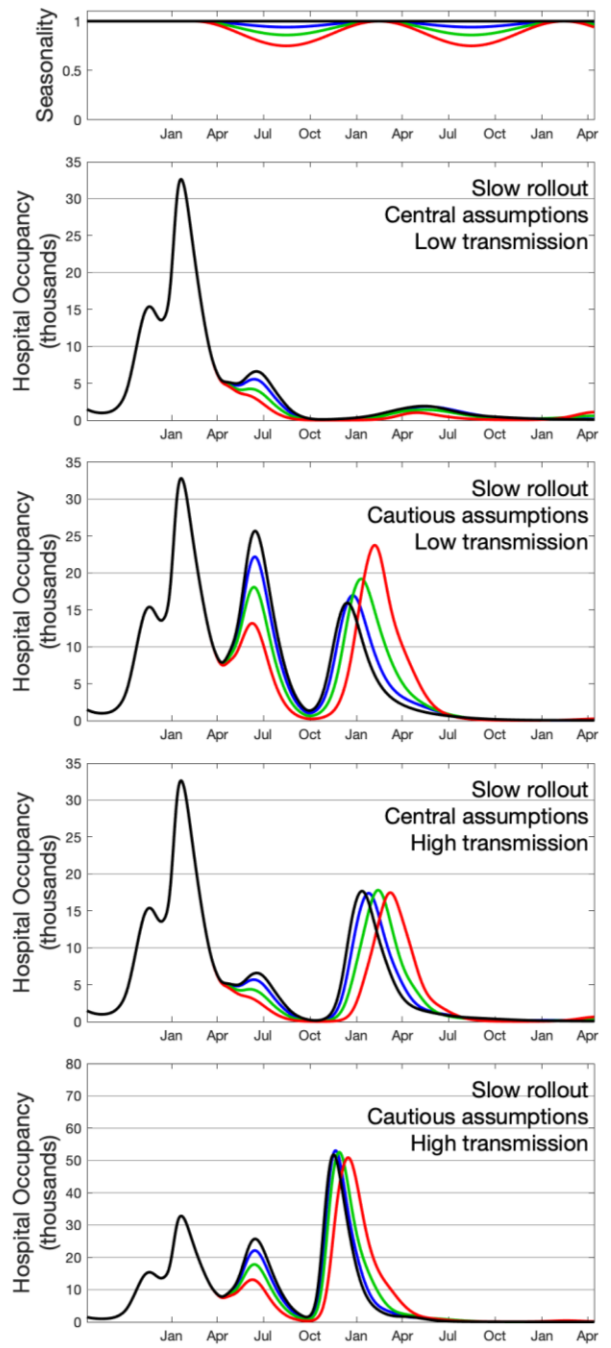 Seasonality
1
0.5
0
Jan Apr Jul Oct Jan Apr Jul Oct Jan Apr
Hospital Occupancy
(thousands)
35
30
25
20
15
10
5
0
Slow rollout
Central assumptions
Low transmission
Jan Apr Jul Oct Jan Apr Jul Oct Jan Apr
Hospital Occupancy
(thousands)
35
30
25
20
15
10
5
0
Slow rollout
Cautious assumptions
Low transmission
Jan Apr Jul Oct Jan Apr Jul Oct Jan Apr
Hospital Occupancy
(thousands)
35
30
25
20
15
10
5
0
Slow rollout
Central assumptions
High transmission
Jan Apr Jul Oct Jan Apr Jul Oct Jan Apr
Hospital Occupancy
(thousands)
80
70
60
50
40
30
20
10
0
Slow rollout
Cautious assumptions
High transmission
Jan Apr Jul Oct Jan Apr Jul Oct Jan Apr